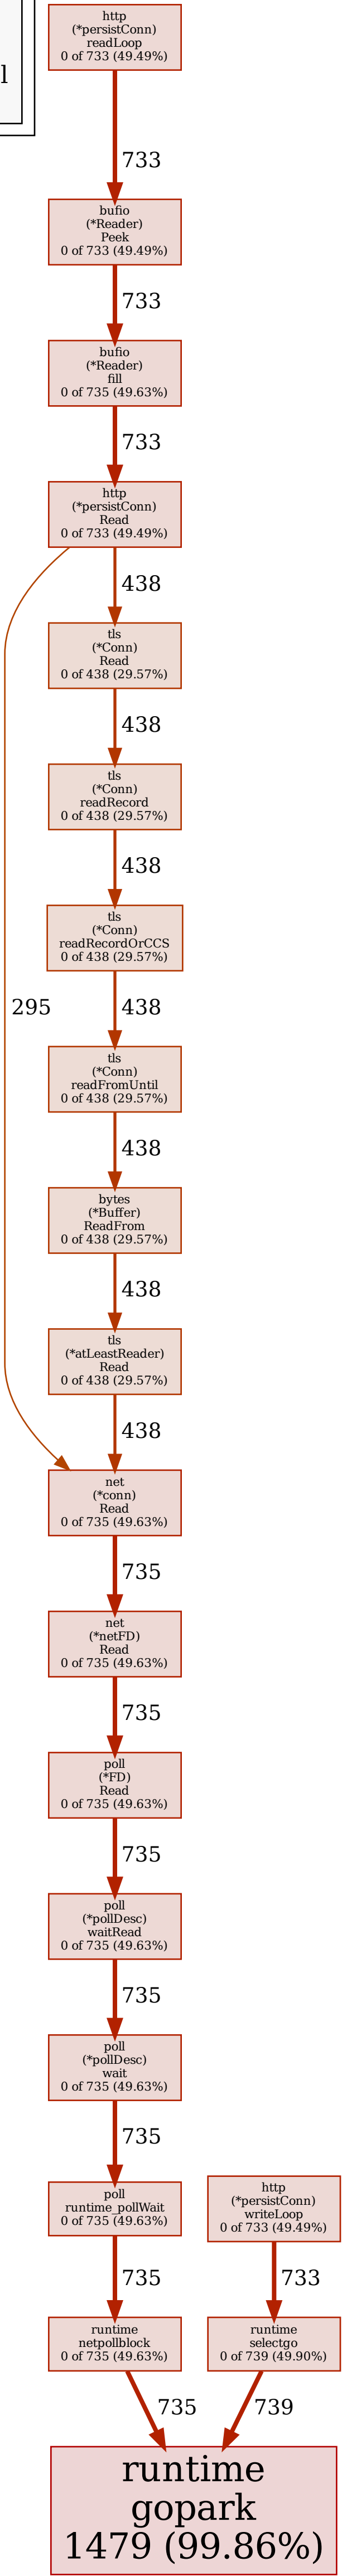 l
http
(*persistConn)
readLoop
0 of 733 (49.49%)
733
bufio
(*Reader)
Peek
0 of 733 (49.49%)
733
bufio
(*Reader)
fill
0 of 735 (49.63%)
733
http
(*persistConn)
Read
0 of 733 (49.49%)
438
tls
(*Conn)
Read
0 of 438 (29.57%)
438
tls
(*Conn)
readRecord
0 of 438 (29.57%)
438
tls
(*Conn)
readRecordOrCCS
0 of 438 (29.57%)
295
438
tls
(*Conn)
readFromUntil
0 of 438 (29.57%)
438
bytes
(*Buffer)
ReadFrom
0 of 438 (29.57%)
438
tls
(*atLeastReader)
Read
0 of 438 (29.57%)
438
net
(*conn)
Read
0 of 735 (49.63%)
735
net
(*netFD)
Read
0 of 735 (49.63%)
735
poll
(*FD)
Read
0 of 735 (49.63%)
735
poll
(*pollDesc)
waitRead
0 of 735 (49.63%)
735
poll
(*pollDesc)
wait
0 of 735 (49.63%)
735
poll
runtime_pollWait
0 of 735 (49.63%)
http
(*persistConn)
writeLoop
0 of 733 (49.49%)
735
733
runtime
netpollblock
0 of 735 (49.63%)
runtime
selectgo
0 of 739 (49.90%)
735
739
runtime
gopark
1479 (99.86%)